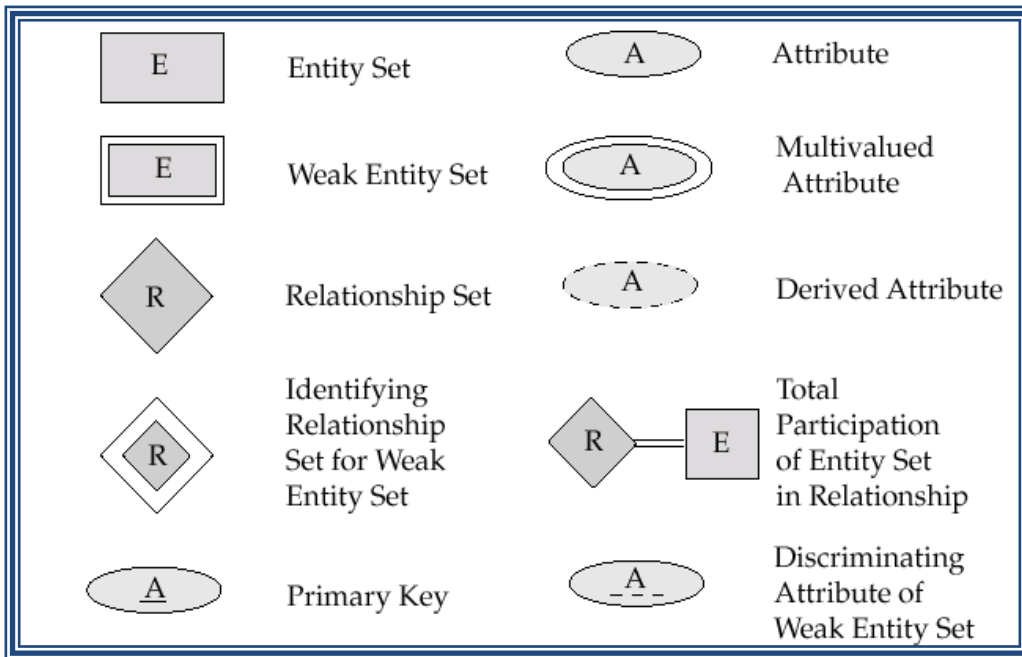 E
Entity Set
A
Attribute
E
Weak Entity Set
A
Multivalued
Attribute
R
Relationship Set
A
Derived Attribute
R
Identifying
Relationship
Set for Weak
Entity Set
R
E
Total
Participation
of Entity Set
in Relationship
A
Primary Key
A
Discriminating
Attribute of
Weak Entity Set